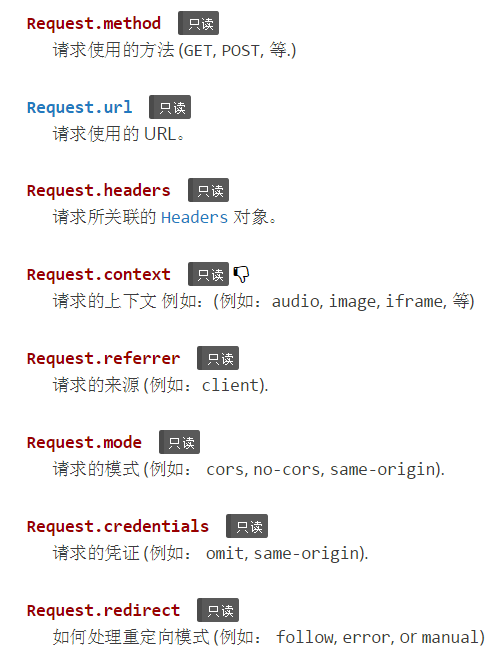 Request.method 只读
请求使用的方法 (GET, POST, 等.)
Request.url 只读
请求使用的 URL。
Request.headers 只读
请求所关联的 Headers 对象。
Request.context 只读
请求的上下文 例如：(例如：audio, image, iframe, 等)
Request.referrer 只读
请求的来源 (例如：client).
Request.mode 只读
请求的模式 (例如： cors, no-cors, same-origin).
Request.credentials 只读
请求的凭证 (例如： omit, same-origin).
Request.redirect 只读
如何处理重定向模式 (例如： follow, error, or manual)